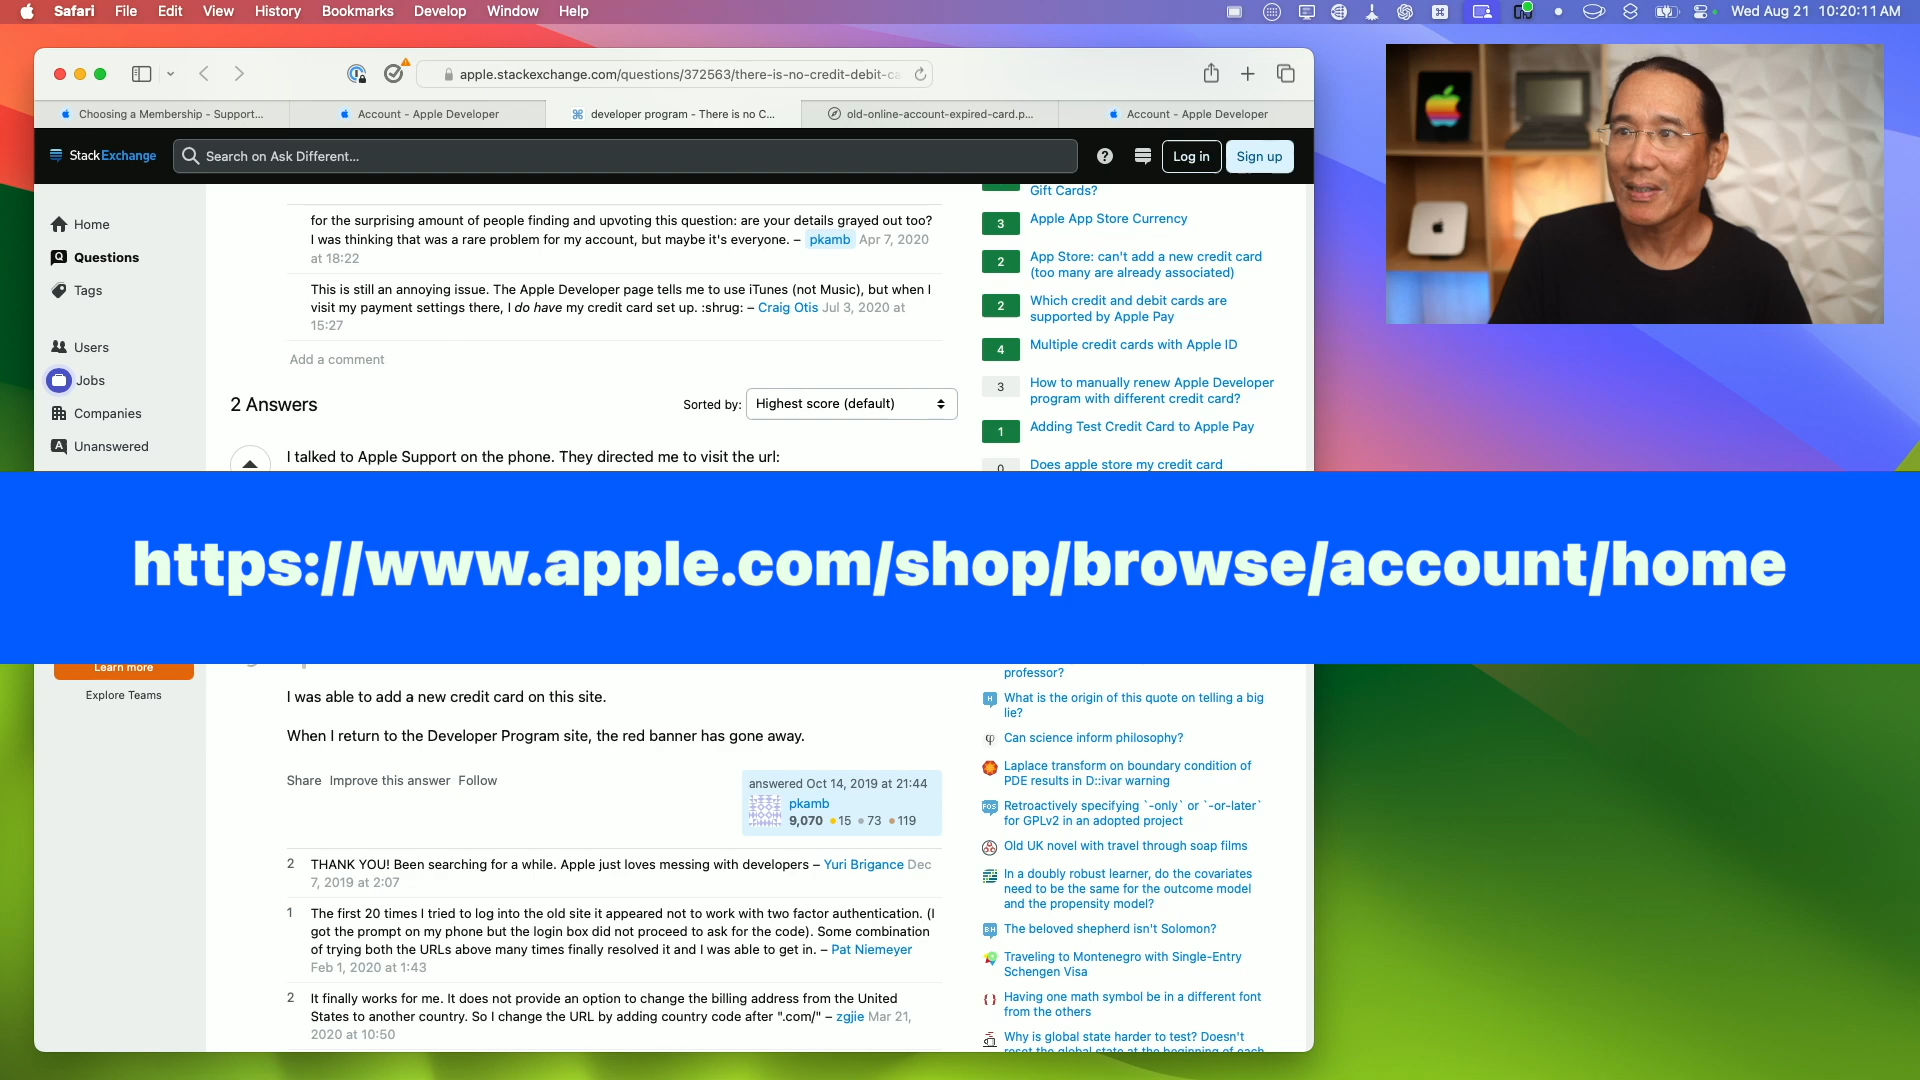 Safari File Edit View History Bookmarks Develop Window Help
Wed Aug 21 10:20:11 AM
apple.stackexchange.com/questions/372563/there-is-no-credit-debit-ca
Choosing a Membership - Support...
Account - Apple Developer
developer program - There is no C...
old-online-account-expired-card.p...
Account - Apple Developer
StackExchange
Search on Ask Different...
Log in
Sign up
Home
Questions
Tags
Users
Jobs
Companies
Unanswered
for the surprising amount of people finding and upvoting this question: are your details grayed out too?
I was thinking that was a rare problem for my account, but maybe it's everyone. – pkamb Apr 7, 2020
at 18:22
This is still an annoying issue. The Apple Developer page tells me to use iTunes (not Music), but when I
visit my payment settings there, I do have my credit card set up. :shrug: – Craig Otis Jul 3, 2020 at
15:27
Add a comment
2 Answers
Sorted by: Highest score (default)
I talked to Apple Support on the phone. They directed me to visit the url:
Gift Cards?
3 Apple App Store Currency
2 App Store: can't add a new credit card
(too many are already associated)
2 Which credit and debit cards are
supported by Apple Pay
4 Multiple credit cards with Apple ID
3 How to manually renew Apple Developer
program with different credit card?
1 Adding Test Credit Card to Apple Pay
0 Does apple store my credit card
https://www.apple.com/shop/browse/account/home
Learn more
Explore Teams
I was able to add a new credit card on this site.
When I return to the Developer Program site, the red banner has gone away.
Share Improve this answer Follow
answered Oct 14, 2019 at 21:44
pkamb
9,070 15 73 119
2 THANK YOU! Been searching for a while. Apple just loves messing with developers – Yuri Brigance Dec
7, 2019 at 2:07
1 The first 20 times I tried to log into the old site it appeared not to work with two factor authentication. (I
got the prompt on my phone but the login box did not proceed to ask for the code). Some combination
of trying both the URLs above many times finally resolved it and I was able to get in. – Pat Niemeyer
Feb 1, 2020 at 1:43
2 It finally works for me. It does not provide an option to change the billing address from the United
States to another country. So I change the URL by adding country code after ".com/" – zgjie Mar 21,
2020 at 10:50
professor?
What is the origin of this quote on telling a big
lie?
Can science inform philosophy?
Laplace transform on boundary condition of
PDE results in D::ivar warning
Retroactively specifying `-only` or `-or-later`
for GPLv2 in an adopted project
Old UK novel with travel through soap films
In a doubly robust learner, do the covariates
need to be the same for the outcome model
and the propensity model?
The beloved shepherd isn't Solomon?
Traveling to Montenegro with Single-Entry
Schengen Visa
Having one math symbol be in a different font
from the others
Why is global state harder to test? Doesn't
reset the global state at the beginning of each